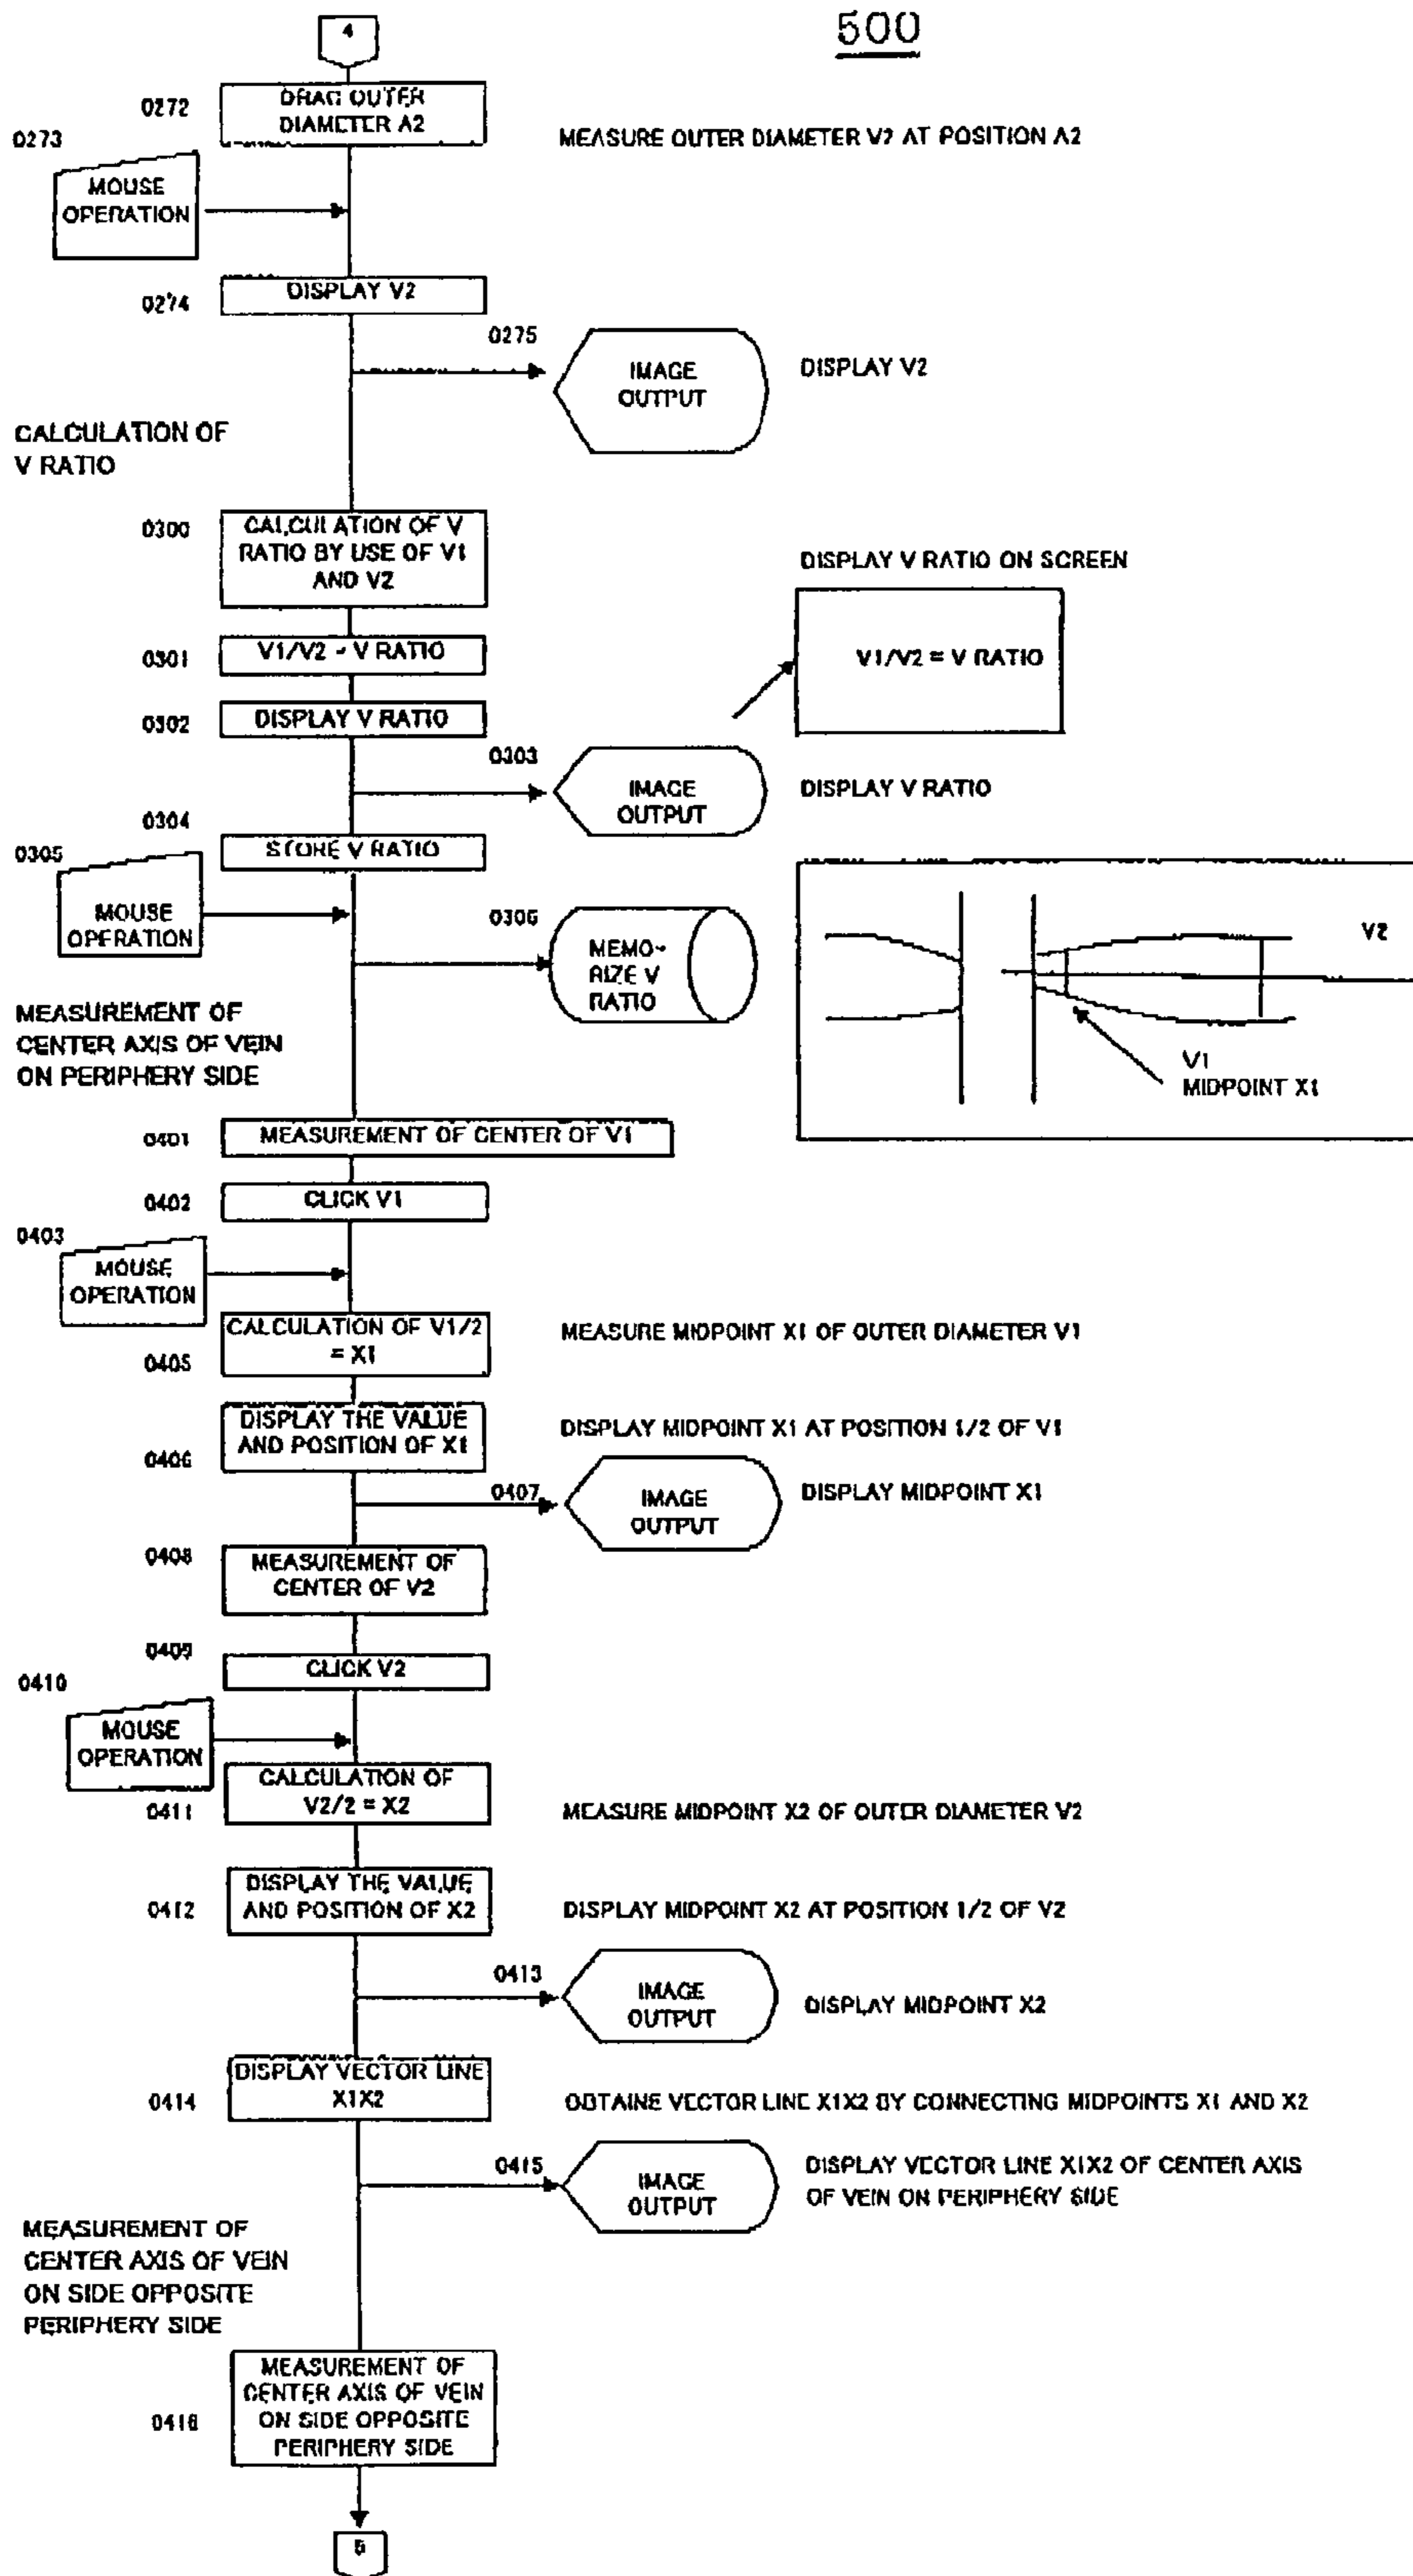 500
4
0272
DRAG OUTER
DIAMETER A2
MEASURE OUTER DIAMETER V2 AT POSITION A2
0273
MOUSE
OPERATION
0274
DISPLAY V2
0275
IMAGE
OUTPUT
DISPLAY V2
CALCULATION OF
V RATIO
0300
CALCULATION OF V
RATIO BY USE OF V1
AND V2
DISPLAY V RATIO ON SCREEN
V1/V2 = V RATIO
0301
V1/V2 - V RATIO
0302
DISPLAY V RATIO
0303
IMAGE
OUTPUT
DISPLAY V RATIO
0304
STORE V RATIO
0305
MOUSE
OPERATION
0306
MEMO-
RIZE V
RATIO
V2
V1
MIDPOINT X1
MEASUREMENT OF
CENTER AXIS OF VEIN
ON PERIPHERY SIDE
0401
MEASUREMENT OF CENTER OF V1
0402
CLICK V1
0403
MOUSE
OPERATION
0405
CALCULATION OF V1/2
= X1
MEASURE MIDPOINT X1 OF OUTER DIAMETER V1
0406
DISPLAY THE VALUE
AND POSITION OF X1
DISPLAY MIDPOINT X1 AT POSITION 1/2 OF V1
0407
IMAGE
OUTPUT
DISPLAY MIDPOINT X1
0408
MEASUREMENT OF
CENTER OF V2
0409
CLICK V2
0410
MOUSE
OPERATION
0411
CALCULATION OF
V2/2 = X2
MEASURE MIDPOINT X2 OF OUTER DIAMETER V2
0412
DISPLAY THE VALUE
AND POSITION OF X2
DISPLAY MIDPOINT X2 AT POSITION 1/2 OF V2
0413
IMAGE
OUTPUT
DISPLAY MIDPOINT X2
0414
DISPLAY VECTOR LINE
X1X2
OBTAINE VECTOR LINE X1X2 BY CONNECTING MIDPOINTS X1 AND X2
0415
IMAGE
OUTPUT
DISPLAY VECTOR LINE X1X2 OF CENTER AXIS
OF VEIN ON PERIPHERY SIDE
MEASUREMENT OF
CENTER AXIS OF VEIN
ON SIDE OPPOSITE
PERIPHERY SIDE
0416
MEASUREMENT OF
CENTER AXIS OF VEIN
ON SIDE OPPOSITE
PERIPHERY SIDE
5